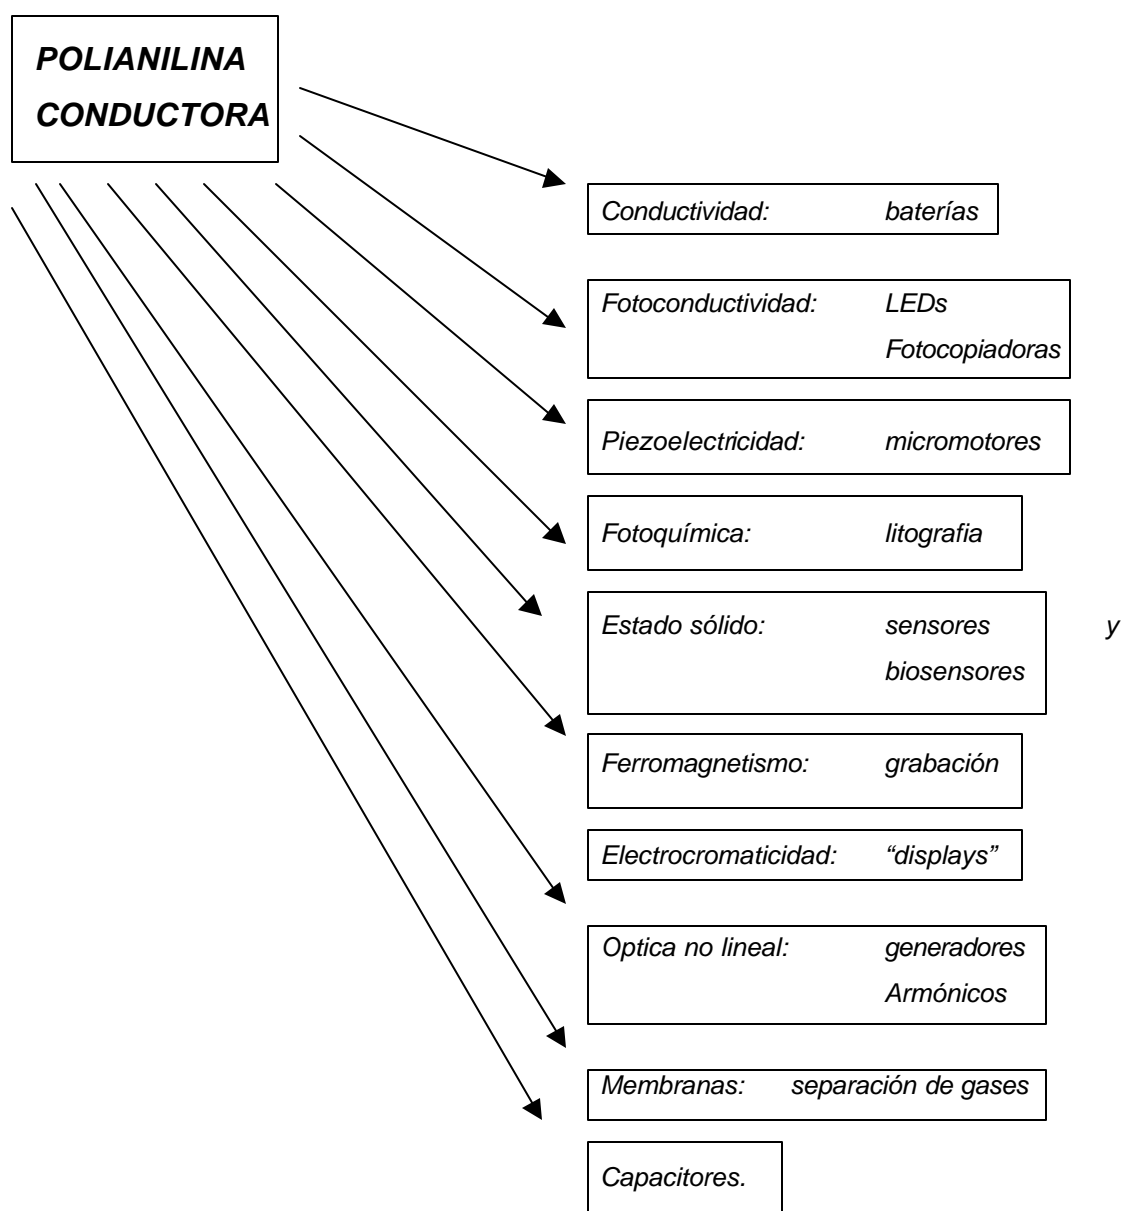 POLIANILINA
CONDUCTORA
Conductividad: baterías
Fotoconductividad: LEDs
Fotocopiadoras
Piezoelectricidad: micromotores
Fotoquímica: litografia
Estado sólido: sensores y
biosensores
Ferromagnetismo: grabación
Electrocromaticidad: “displays”
Optica no lineal: generadores
Armónicos
Membranas: separación de gases
Capacitores.